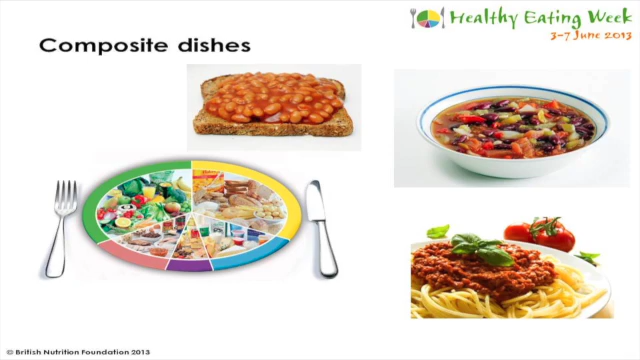 Healthy Eating Week
3-7 June 2013
Composite dishes
© British Nutrition Foundation 2013